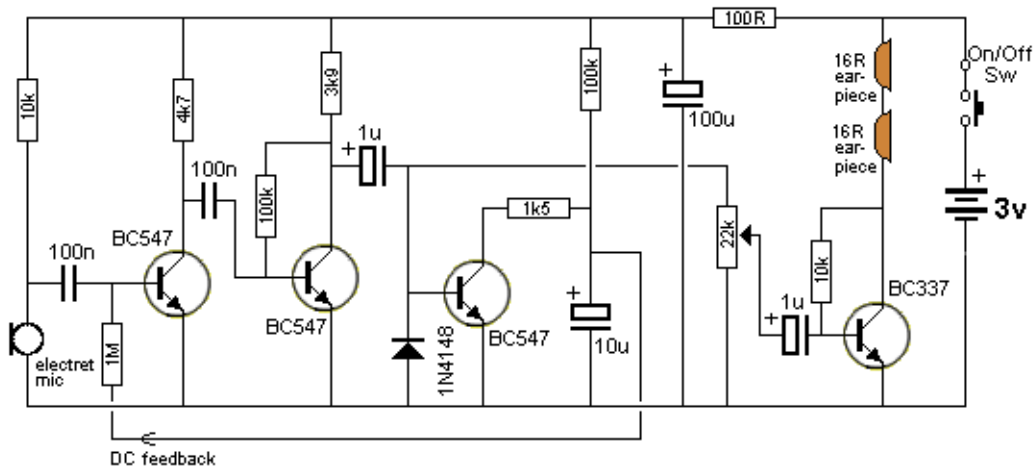 100R
10k
4k7
3k9
100k
16R
ear-
piece
16R
ear-
piece
On/Off
Sw
+
100u
+
1u
100n
100k
1k5
22k
10k
+
3v
100n
BC547
BC547
BC547
BC337
+
1u
+
10u
1M
electret
mic
1N4148
DC feedback